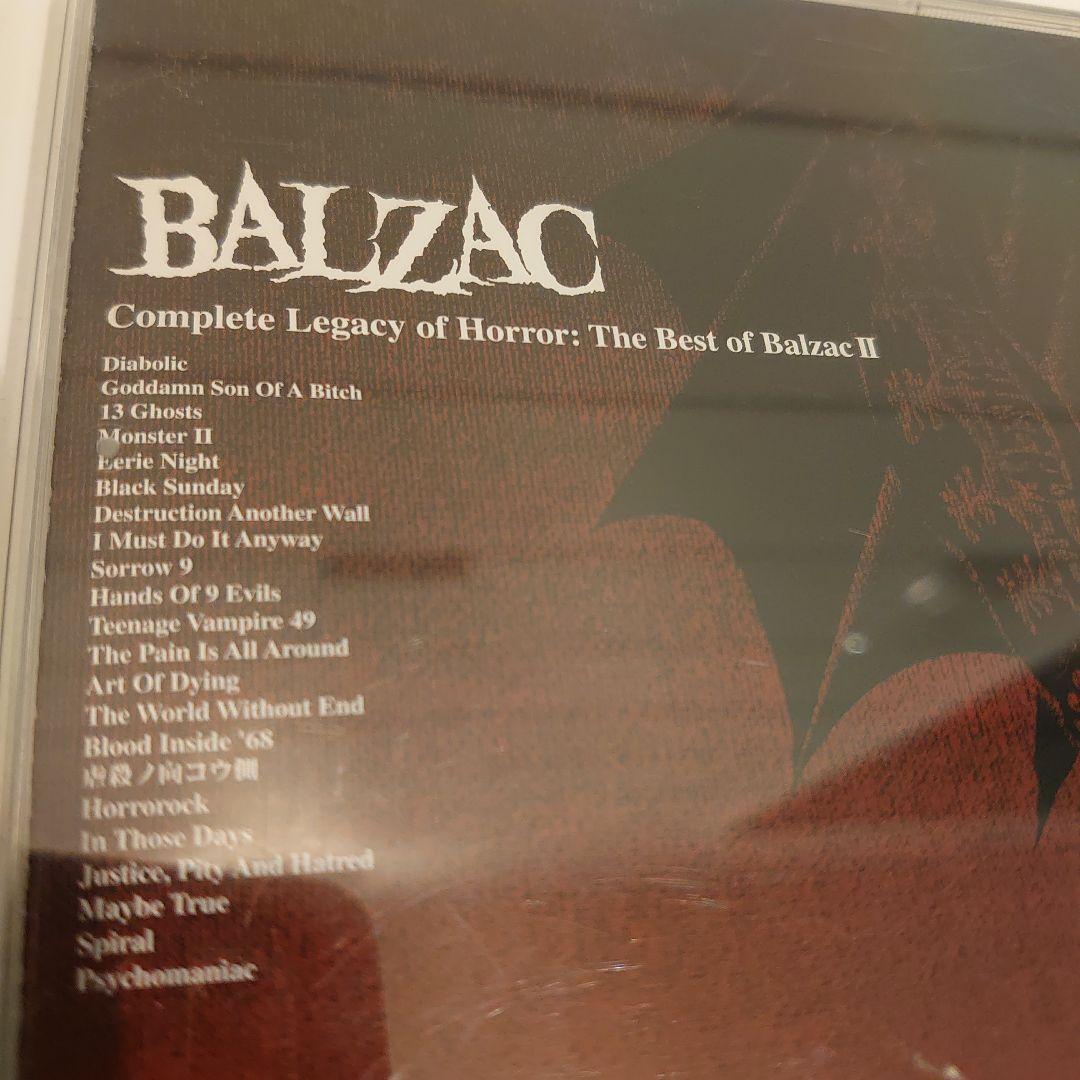 BALZAC
Complete Legacy of Horror: The Best of Balzac II
Diabolic
Goddamn Son Of A Bitch
13 Ghosts
Monster II
Eerie Night
Black Sunday
Destruction Another Wall
I Must Do It Anyway
Sorrow 9
Hands Of 9 Evils
Teenage Vampire 49
The Pain Is All Around
Art Of Dying
The World Without End
Blood Inside '68
虐殺ノ向コウ側
Horrorock
In Those Days
Justice, Pity And Hatred
Maybe True
Spiral
Psychomaniac